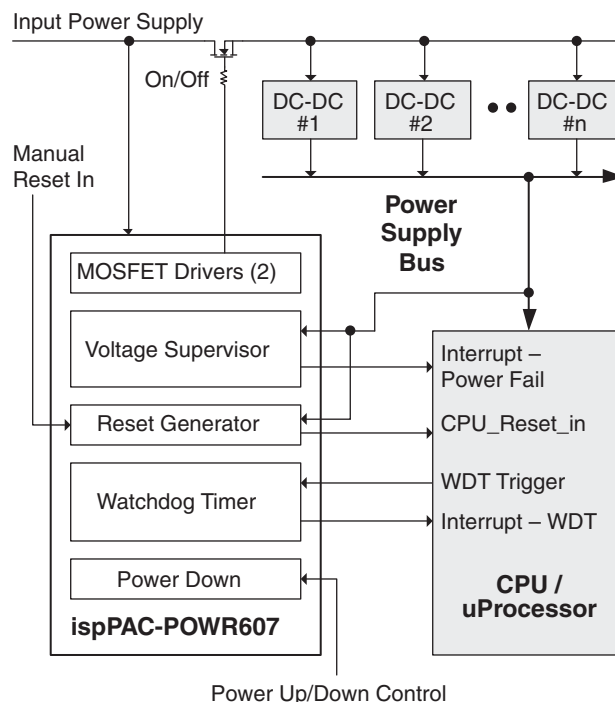 Input Power Supply
On/Off
DC-DC
#1
DC-DC
#2
DC-DC
#n
Manual
Reset In
Power
Supply
Bus
MOSFET Drivers (2)
Voltage Supervisor
Interrupt –
Power Fail
Reset Generator
CPU_Reset_in
Watchdog Timer
WDT Trigger
Interrupt – WDT
Power Down
CPU /
uProcessor
ispPAC-POWR607
Power Up/Down Control